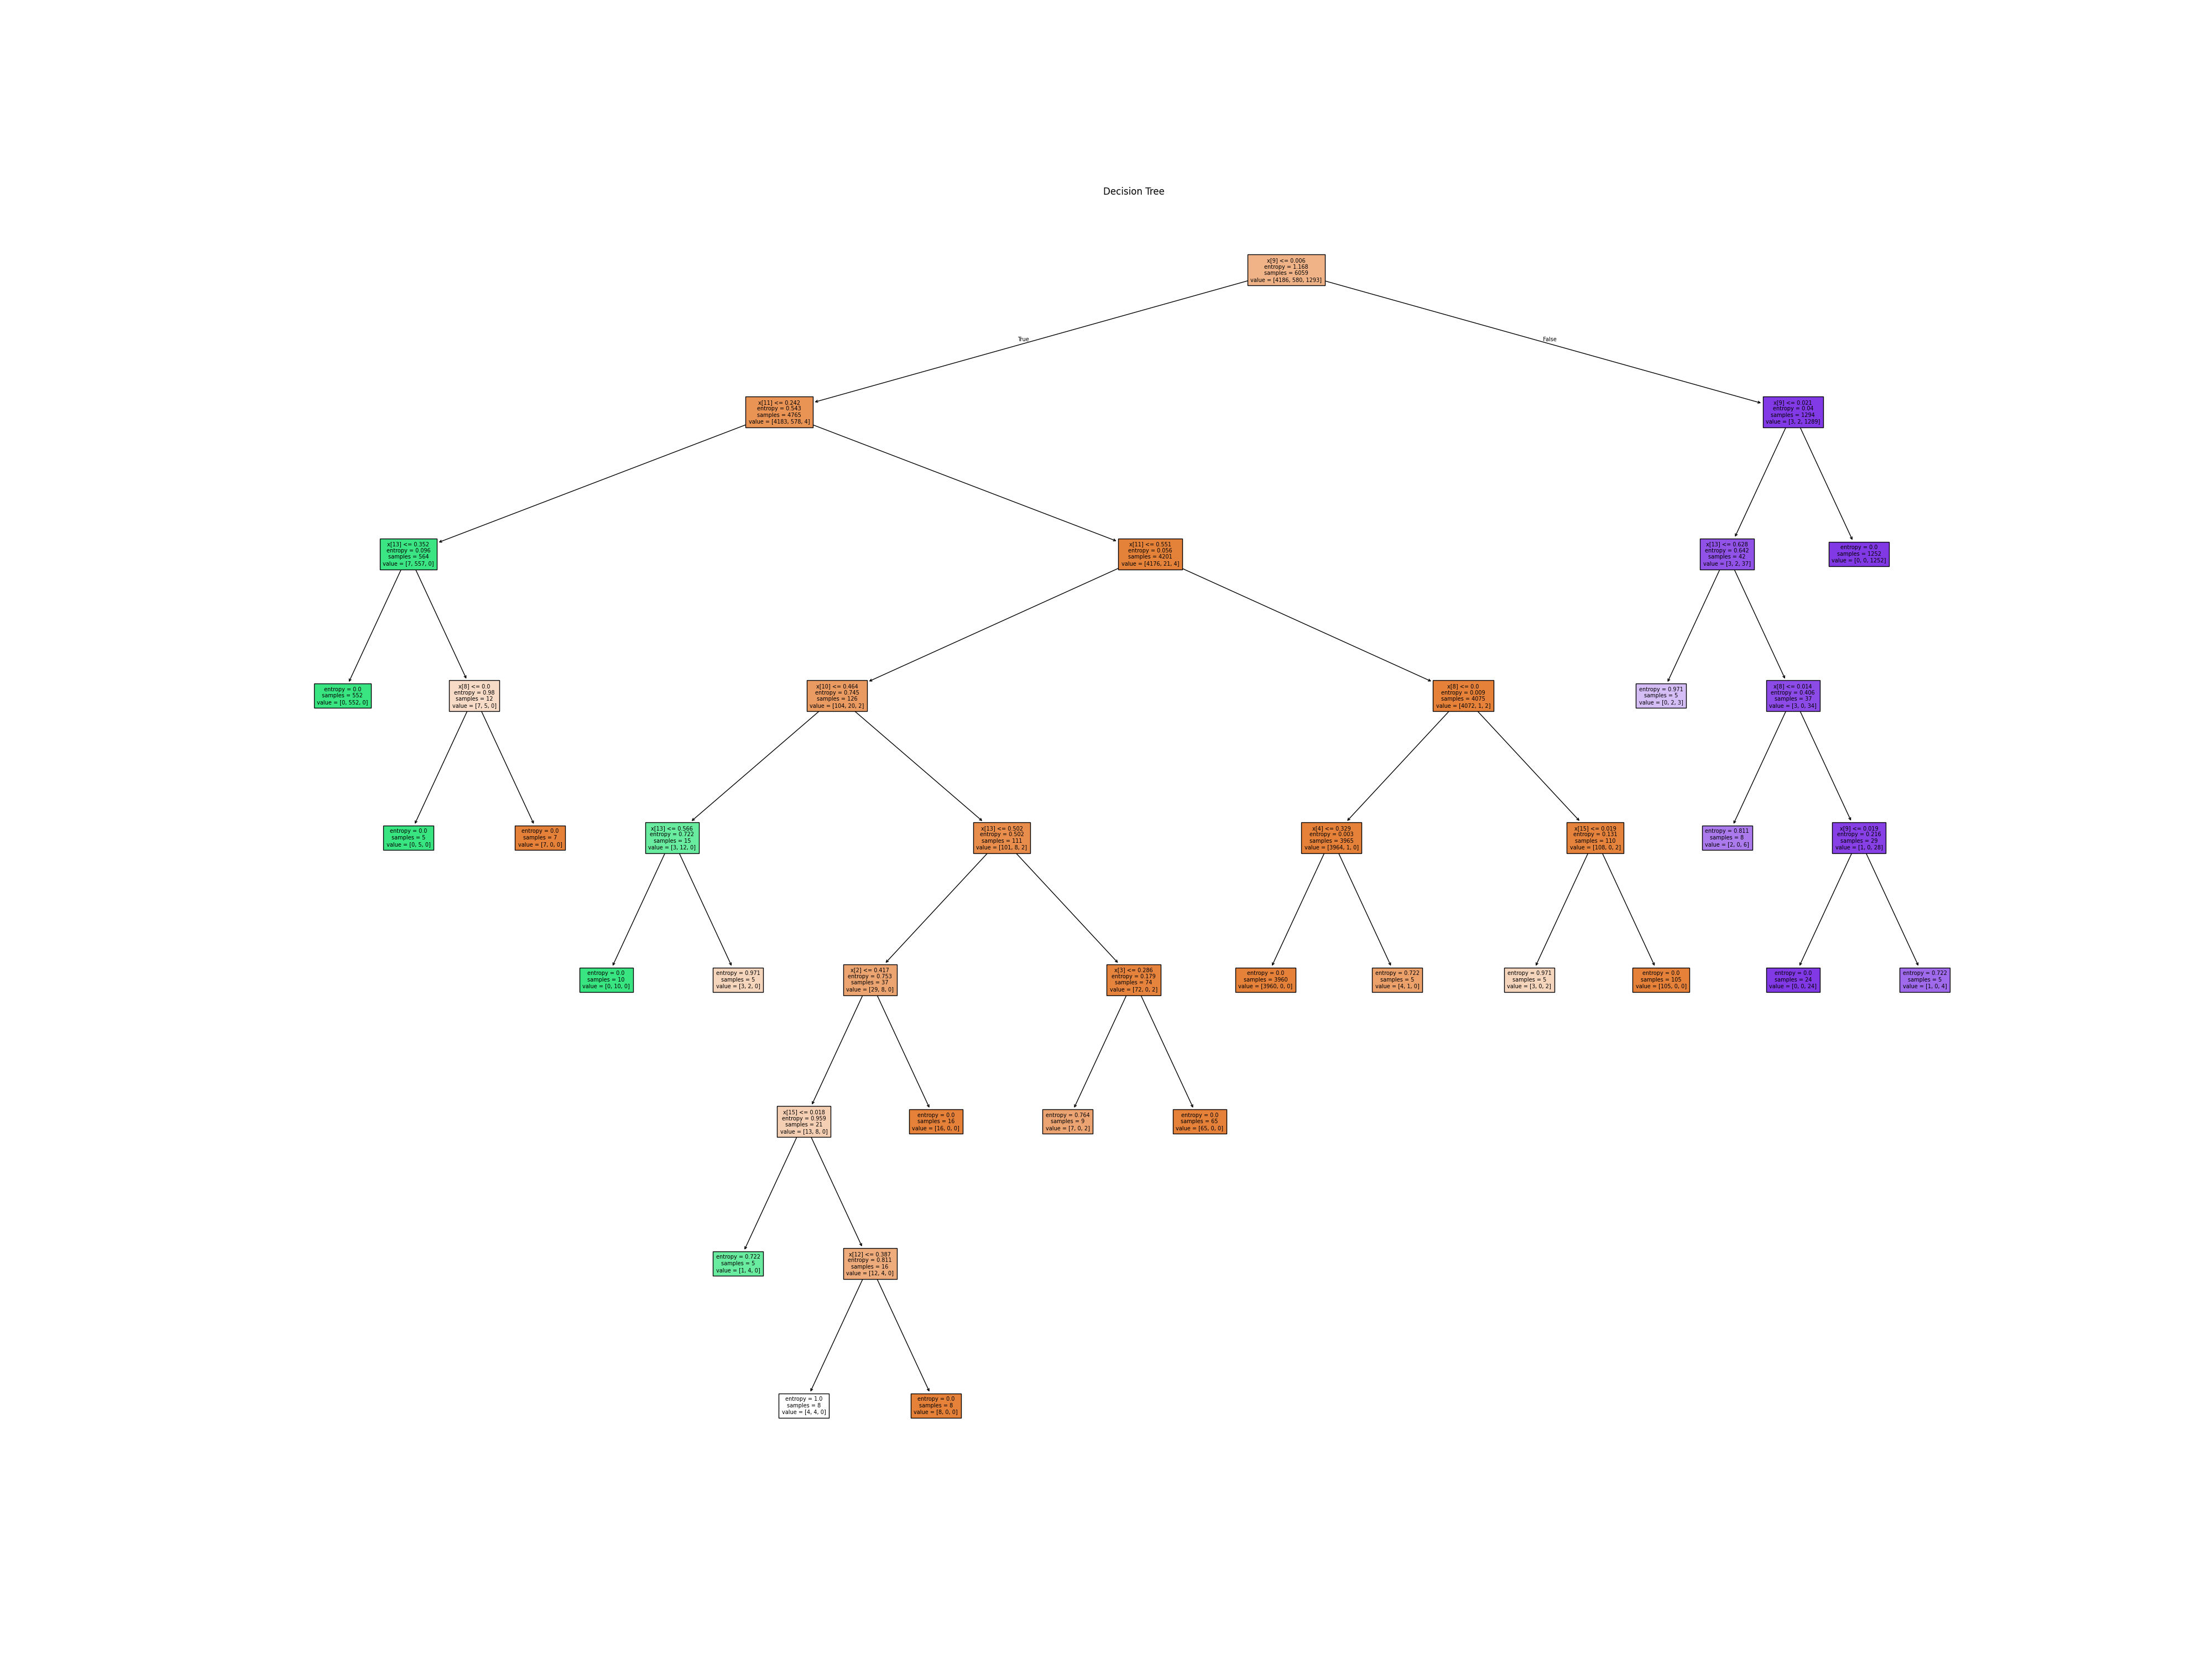 Decision Tree
x[9] <= 0.006
entropy = 1.168
samples = 6059
value = [4186, 580, 1293]
True
False
x[11] <= 0.242
entropy = 0.543
samples = 4765
value = [4183, 578, 4]
x[9] <= 0.021
entropy = 0.04
samples = 1294
value = [3, 2, 1289]
x[13] <= 0.352
entropy = 0.096
samples = 564
value = [7, 557, 0]
x[11] <= 0.551
entropy = 0.056
samples = 4201
value = [4176, 21, 4]
x[13] <= 0.628
entropy = 0.642
samples = 42
value = [3, 2, 37]
entropy = 0.0
samples = 1252
value = [0, 0, 1252]
entropy = 0.0
samples = 552
value = [0, 552, 0]
x[8] <= 0.0
entropy = 0.98
samples = 12
value = [7, 5, 0]
x[10] <= 0.464
entropy = 0.745
samples = 126
value = [104, 20, 2]
x[8] <= 0.0
entropy = 0.009
samples = 4075
value = [4072, 1, 2]
entropy = 0.971
samples = 5
value = [0, 2, 3]
x[8] <= 0.014
entropy = 0.406
samples = 37
value = [3, 0, 34]
entropy = 0.0
samples = 5
value = [0, 5, 0]
entropy = 0.0
samples = 7
value = [7, 0, 0]
x[13] <= 0.566
entropy = 0.722
samples = 15
value = [3, 12, 0]
x[13] <= 0.502
entropy = 0.502
samples = 111
value = [101, 8, 2]
x[4] <= 0.329
entropy = 0.003
samples = 3965
value = [3964, 1, 0]
x[15] <= 0.019
entropy = 0.131
samples = 110
value = [108, 0, 2]
entropy = 0.811
samples = 8
value = [2, 0, 6]
x[9] <= 0.019
entropy = 0.216
samples = 29
value = [1, 0, 28]
entropy = 0.0
samples = 10
value = [0, 10, 0]
entropy = 0.971
samples = 5
value = [3, 2, 0]
x[2] <= 0.417
entropy = 0.753
samples = 37
value = [29, 8, 0]
x[3] <= 0.286
entropy = 0.179
samples = 74
value = [72, 0, 2]
entropy = 0.0
samples = 3960
value = [3960, 0, 0]
entropy = 0.722
samples = 5
value = [4, 1, 0]
entropy = 0.971
samples = 5
value = [3, 0, 2]
entropy = 0.0
samples = 105
value = [105, 0, 0]
entropy = 0.0
samples = 24
value = [0, 0, 24]
entropy = 0.722
samples = 5
value = [1, 0, 4]
x[15] <= 0.018
entropy = 0.959
samples = 21
value = [13, 8, 0]
entropy = 0.0
samples = 16
value = [16, 0, 0]
entropy = 0.764
samples = 9
value = [7, 0, 2]
entropy = 0.0
samples = 65
value = [65, 0, 0]
entropy = 0.722
samples = 5
value = [1, 4, 0]
x[12] <= 0.387
entropy = 0.811
samples = 16
value = [12, 4, 0]
entropy = 1.0
samples = 8
value = [4, 4, 0]
entropy = 0.0
samples = 8
value = [8, 0, 0]